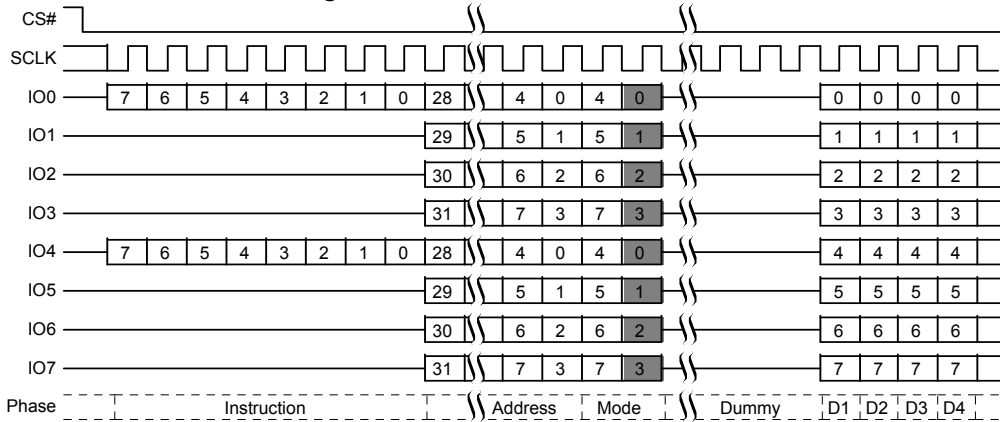 CS#
SCLK
IO0 7 6 5 4 3 2 1 0 28 4 0 4 0 0 0 0 0
IO1 29 5 1 5 1 1 1 1 1
IO2 30 6 2 6 2 2 2 2 2
IO3 31 7 3 7 3 3 3 3 3
IO4 7 6 5 4 3 2 1 0 28 4 0 4 0 4 4 4 4
IO5 29 5 1 5 1 5 5 5 5
IO6 30 6 2 6 2 6 6 6 6
IO7 31 7 3 7 3 7 7 7 7
Phase Instruction Address Mode Dummy D1 D2 D3 D4